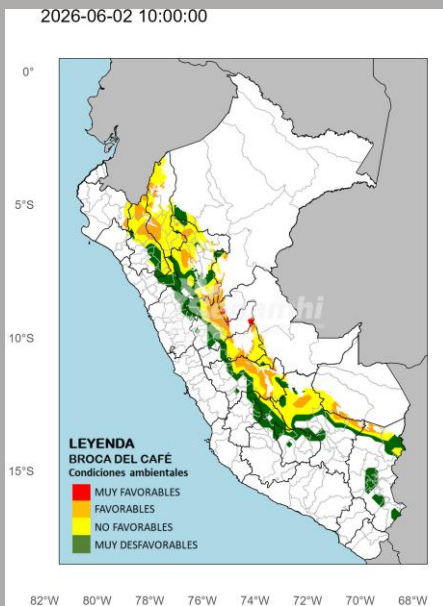 2026-06-02 10:00:00
0°
5°S
10°S
15°S
senamhi
LEYENDA
BROCA DEL CAFÉ
Condiciones ambientales
MUY FAVORABLES
FAVORABLES
NO FAVORABLES
MUY DESFAVORABLES
82°W 80°W 78°W 76°W 74°W 72°W 70°W 68°W